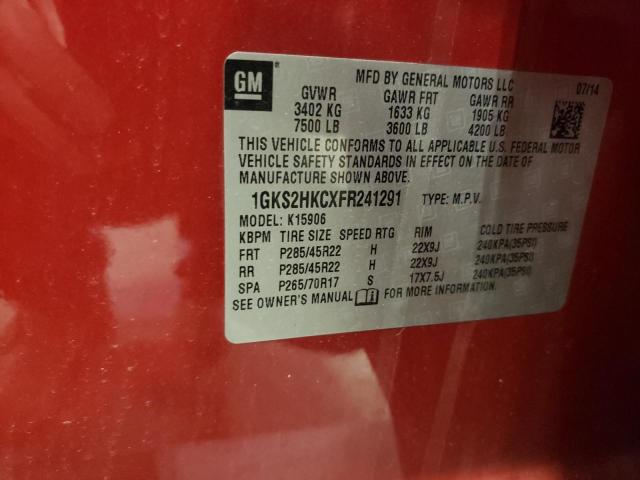 GM ®
MFD BY GENERAL MOTORS LLC 07/14
GVWR GAWR FRT GAWR RR
3402 KG 1633 KG 1905 KG
7500 LB 3600 LB 4200 LB
THIS VEHICLE CONFORMS TO ALL APPLICABLE U.S. FEDERAL MOTOR
VEHICLE SAFETY STANDARDS IN EFFECT ON THE DATE OF
MANUFACTURE SHOWN ABOVE.
1GKS2HKCXFR241291 TYPE: M.P.V.
MODEL: K15906
KBPM TIRE SIZE SPEED RTG RIM COLD TIRE PRESSURE
FRT P285/45R22 H 22X9J 240KPA(35PSI)
RR P285/45R22 H 22X9J 240KPA(35PSI)
SPA P265/70R17 S 17X7.5J 240KPA(35PSI)
SEE OWNER'S MANUAL FOR MORE INFORMATION.